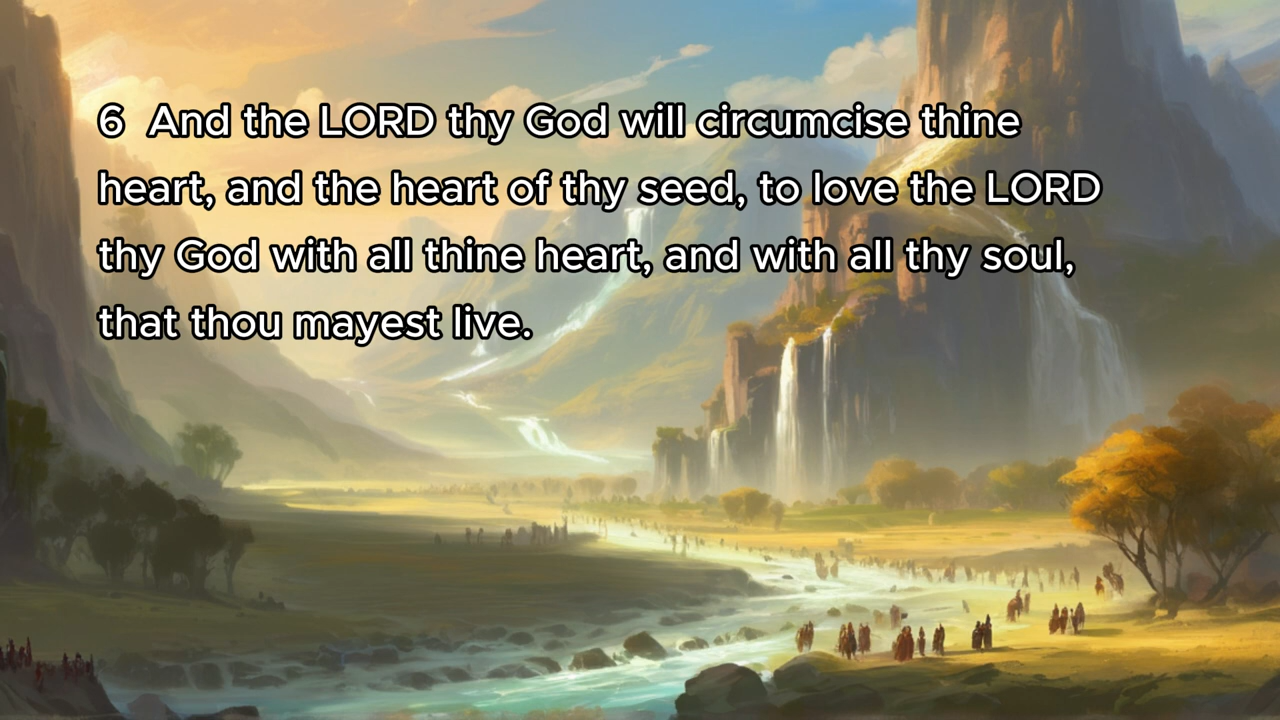 6 And the LORD thy God will circumcise thine
heart, and the heart of thy seed, to love the LORD
thy God with all thine heart, and with all thy soul,
that thou mayest live.